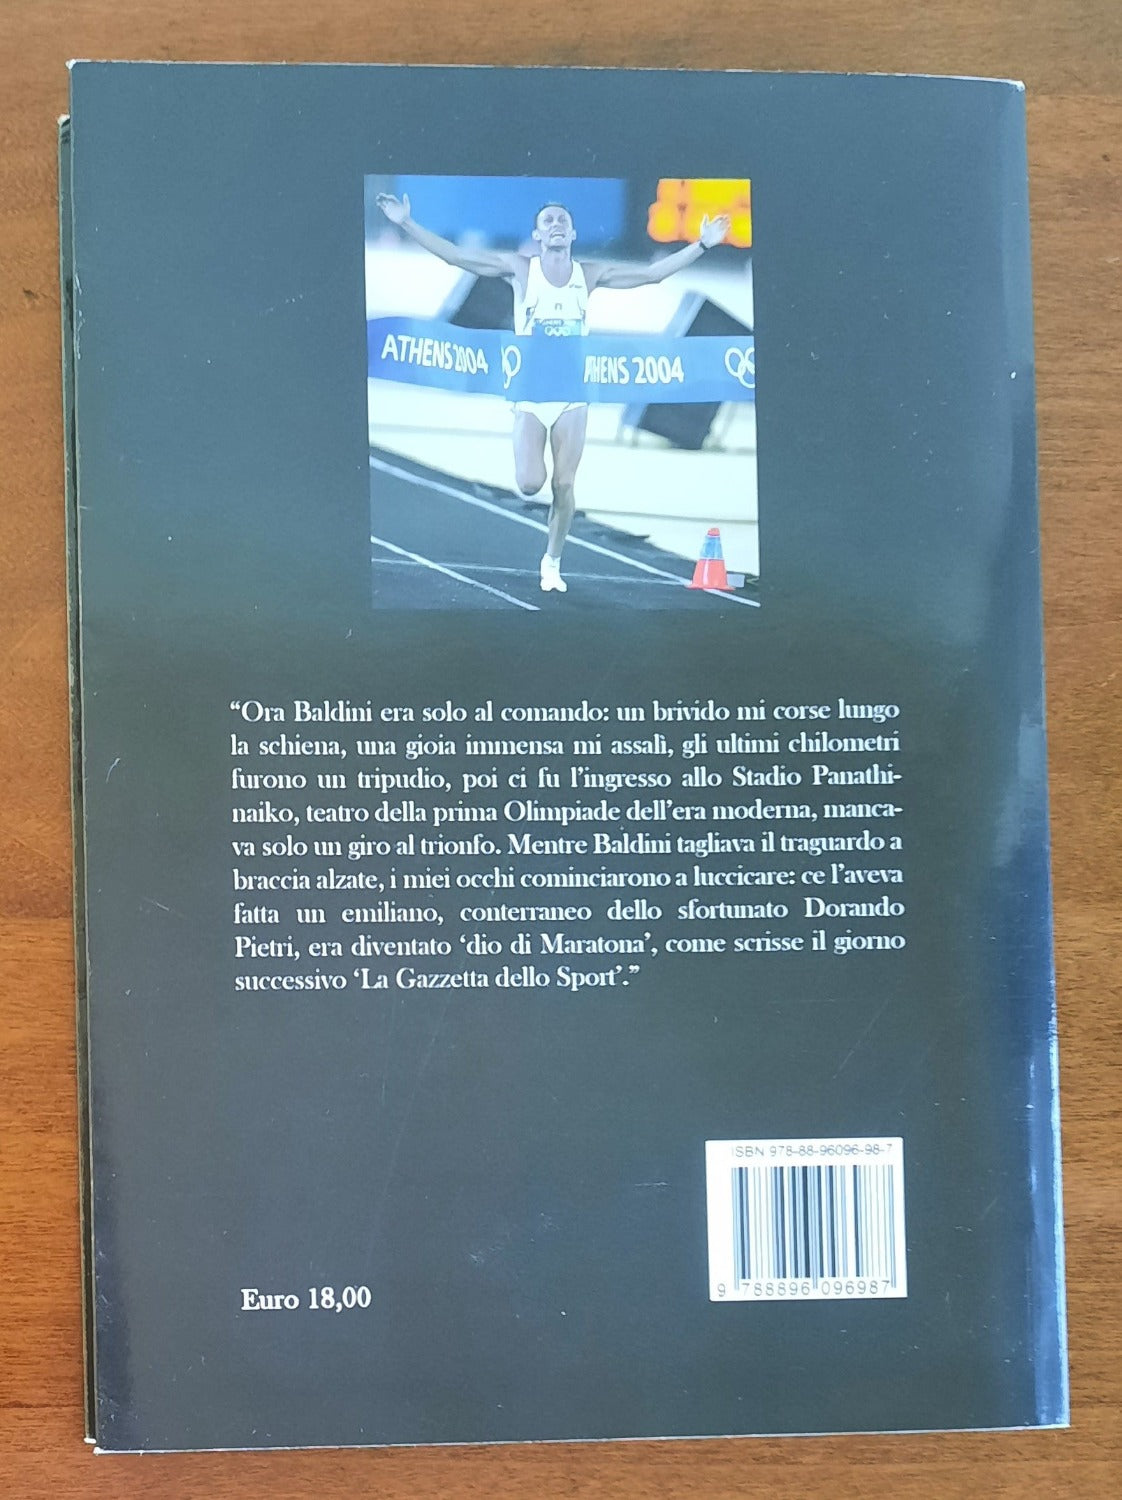 ATHENS 2004
HENS 2004
“Ora Baldini era solo al comando: un brivido mi corse lungo
la schiena, una gioia immensa mi assalì, gli ultimi chilometri
furono un tripudio, poi ci fu l’ingresso allo Stadio Panathi-
naiko, teatro della prima Olimpiade dell’era moderna, manca-
va solo un giro al trionfo. Mentre Baldini tagliava il traguardo a
braccia alzate, i miei occhi cominciarono a luccicare: ce l’aveva
fatta un emiliano, conterraneo dello sfortunato Dorando
Pietri, era diventato ‘dio di Maratona’, come scrisse il giorno
successivo ‘La Gazzetta dello Sport’.”
ISBN 978-88-96096-98-7
9 788896 096987
Euro 18,00